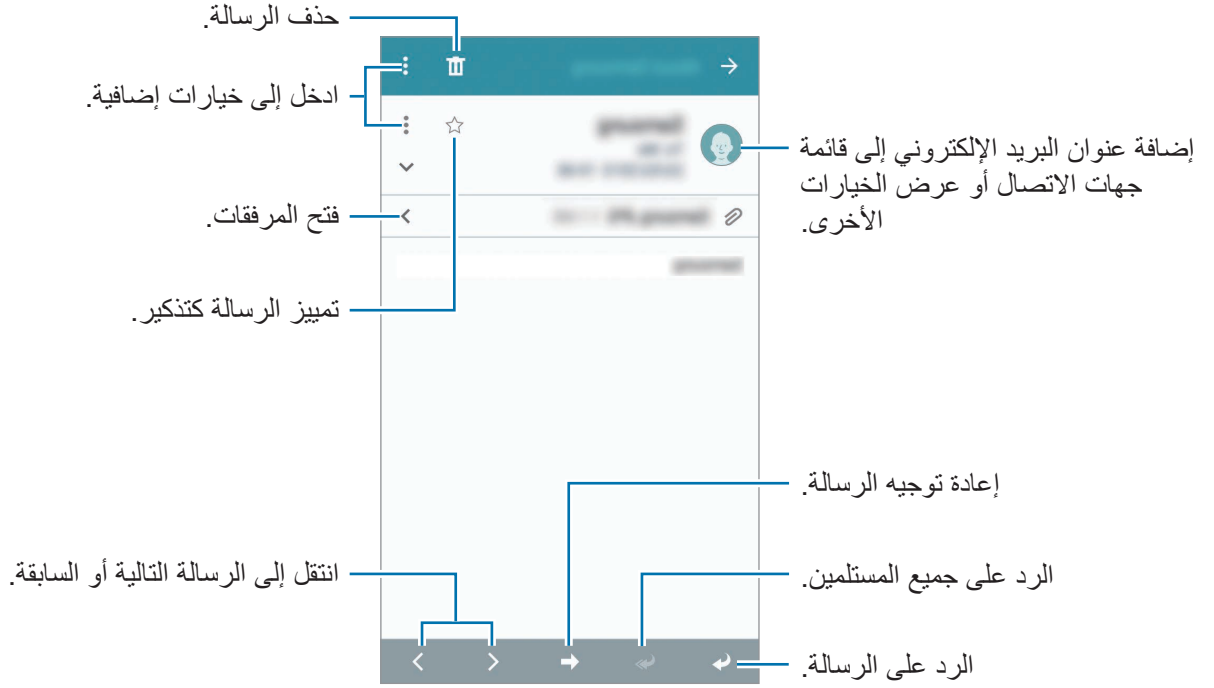 حذف الرسالة.
ادخل إلى خيارات إضافية.
إضافة عنوان البريد الإلكتروني إلى قائمة
جهات الاتصال أو عرض الخيارات
الأخرى.
فتح المرفقات.
تمييز الرسالة كتذكير.
إعادة توجيه الرسالة.
انتقل إلى الرسالة التالية أو السابقة.
الرد على جميع المستلمين.
الرد على الرسالة.